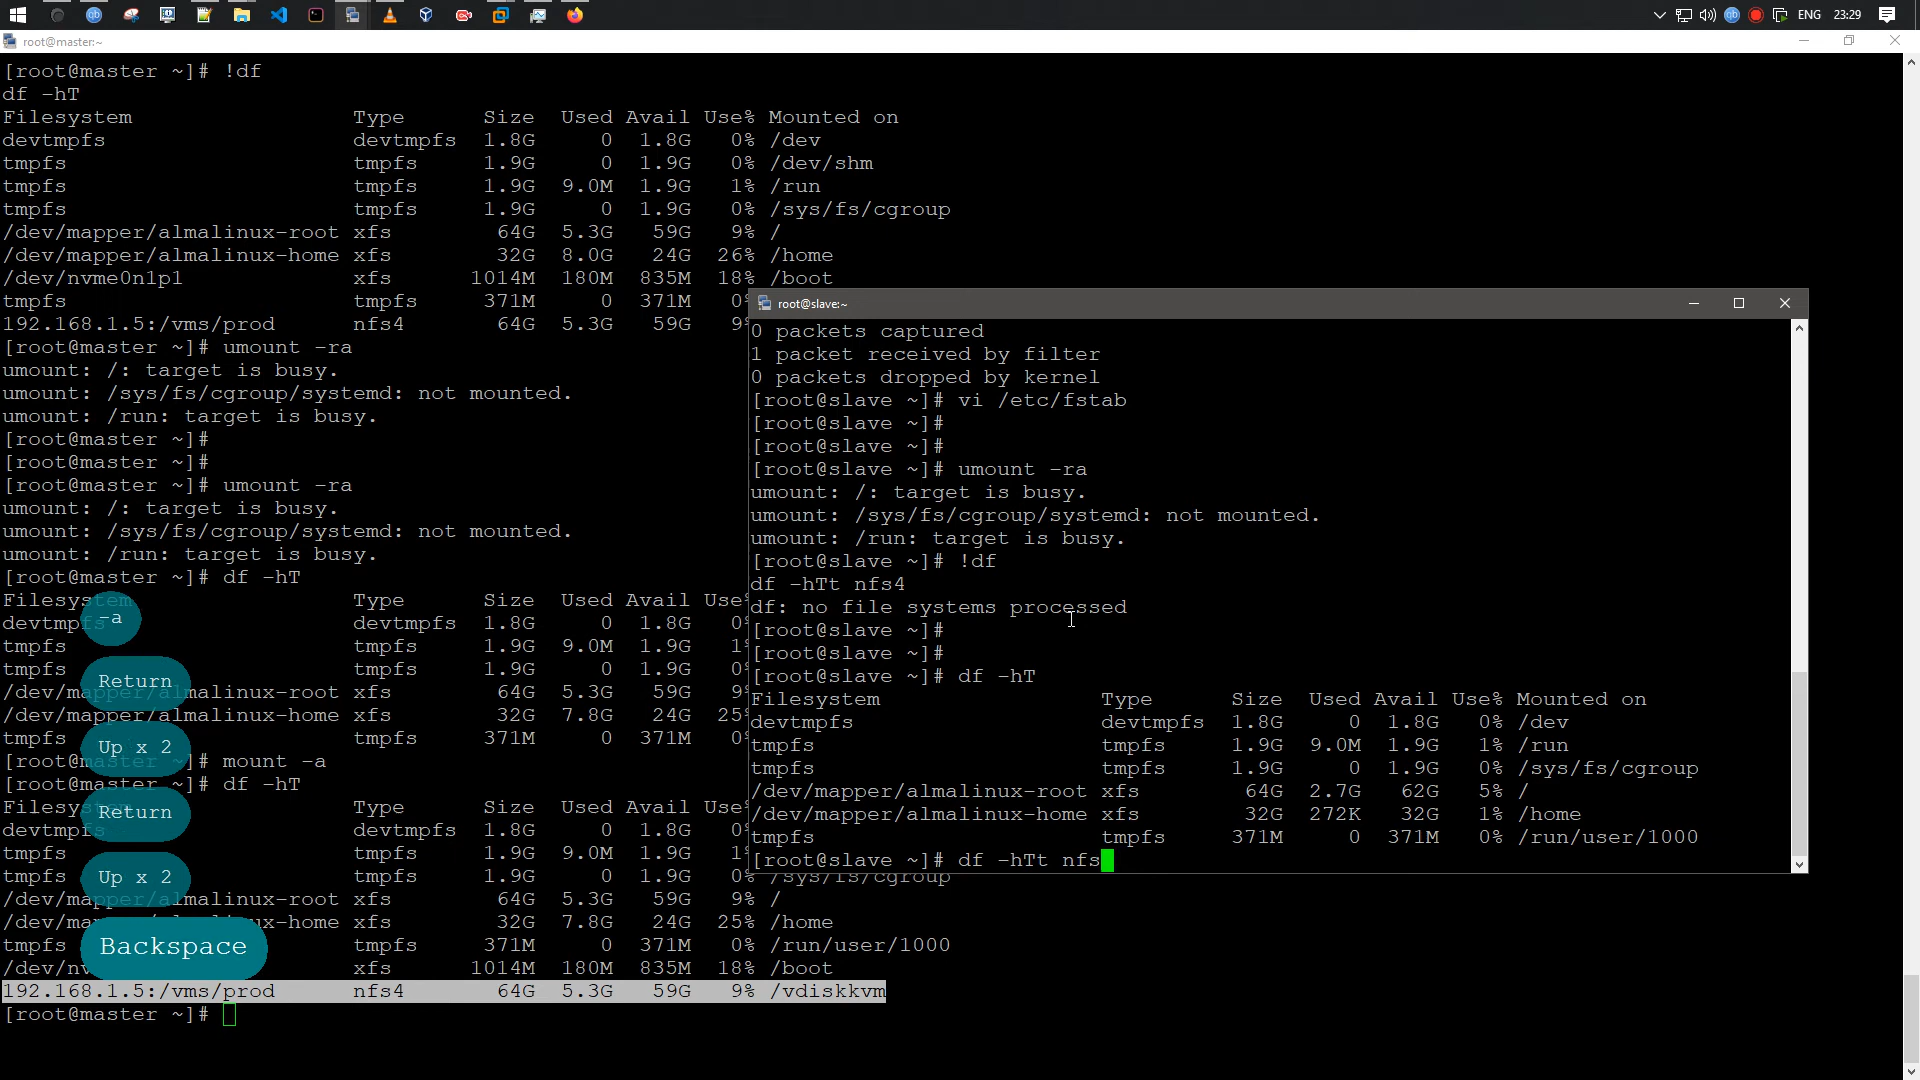 ENG 23:29
root@master:~
[root@master ~]# !df
df -hT
Filesystem Type Size Used Avail Use% Mounted on
devtmpfs devtmpfs 1.8G 0 1.8G 0% /dev
tmpfs tmpfs 1.9G 0 1.9G 0% /dev/shm
tmpfs tmpfs 1.9G 9.0M 1.9G 1% /run
tmpfs tmpfs 1.9G 0 1.9G 0% /sys/fs/cgroup
/dev/mapper/almalinux-root xfs 64G 5.3G 59G 9% /
/dev/mapper/almalinux-home xfs 32G 8.0G 24G 26% /home
/dev/nvme0n1p1 xfs 1014M 180M 835M 18% /boot
tmpfs tmpfs 371M 0 371M 0%
192.168.1.5:/vms/prod nfs4 64G 5.3G 59G 9%
[root@master ~]# umount -ra
umount: /: target is busy.
umount: /sys/fs/cgroup/systemd: not mounted.
umount: /run: target is busy.
[root@master ~]#
[root@master ~]#
[root@master ~]# umount -ra
umount: /: target is busy.
umount: /sys/fs/cgroup/systemd: not mounted.
umount: /run: target is busy.
[root@master ~]# df -hT
Filesystem Type Size Used Avail Use%
devtmpfs devtmpfs 1.8G 0 1.8G 0%
tmpfs tmpfs 1.9G 9.0M 1.9G 1%
tmpfs tmpfs 1.9G 0 1.9G 0%
/dev/mapper/almalinux-root xfs 64G 5.3G 59G 9%
/dev/mapper/almalinux-home xfs 32G 7.8G 24G 25%
tmpfs tmpfs 371M 0 371M 0%
[root@master ~]# mount -a
[root@master ~]# df -hT
Filesystem Type Size Used Avail Use%
devtmpfs devtmpfs 1.8G 0 1.8G 0%
tmpfs tmpfs 1.9G 9.0M 1.9G 1%
tmpfs tmpfs 1.9G 0 1.9G 0% /sys/fs/cgroup
/dev/mapper/almalinux-root xfs 64G 5.3G 59G 9% /
/dev/mapper/almalinux-home xfs 32G 7.8G 24G 25% /home
tmpfs tmpfs 371M 0 371M 0% /run/user/1000
/dev/nv xfs 1014M 180M 835M 18% /boot
192.168.1.5:/vms/prod nfs4 64G 5.3G 59G 9% /vdiskkvm
[root@master ~]#
-a
Return
Up x 2
Return
Up x 2
Backspace
root@slave:~
0 packets captured
1 packet received by filter
0 packets dropped by kernel
[root@slave ~]# vi /etc/fstab
[root@slave ~]#
[root@slave ~]#
[root@slave ~]# umount -ra
umount: /: target is busy.
umount: /sys/fs/cgroup/systemd: not mounted.
umount: /run: target is busy.
[root@slave ~]# !df
df -hTt nfs4
df: no file systems processed
[root@slave ~]#
[root@slave ~]#
[root@slave ~]# df -hT
Filesystem Type Size Used Avail Use% Mounted on
devtmpfs devtmpfs 1.8G 0 1.8G 0% /dev
tmpfs tmpfs 1.9G 9.0M 1.9G 1% /run
tmpfs tmpfs 1.9G 0 1.9G 0% /sys/fs/cgroup
/dev/mapper/almalinux-root xfs 64G 2.7G 62G 5% /
/dev/mapper/almalinux-home xfs 32G 272K 32G 1% /home
tmpfs tmpfs 371M 0 371M 0% /run/user/1000
[root@slave ~]# df -hTt nfs